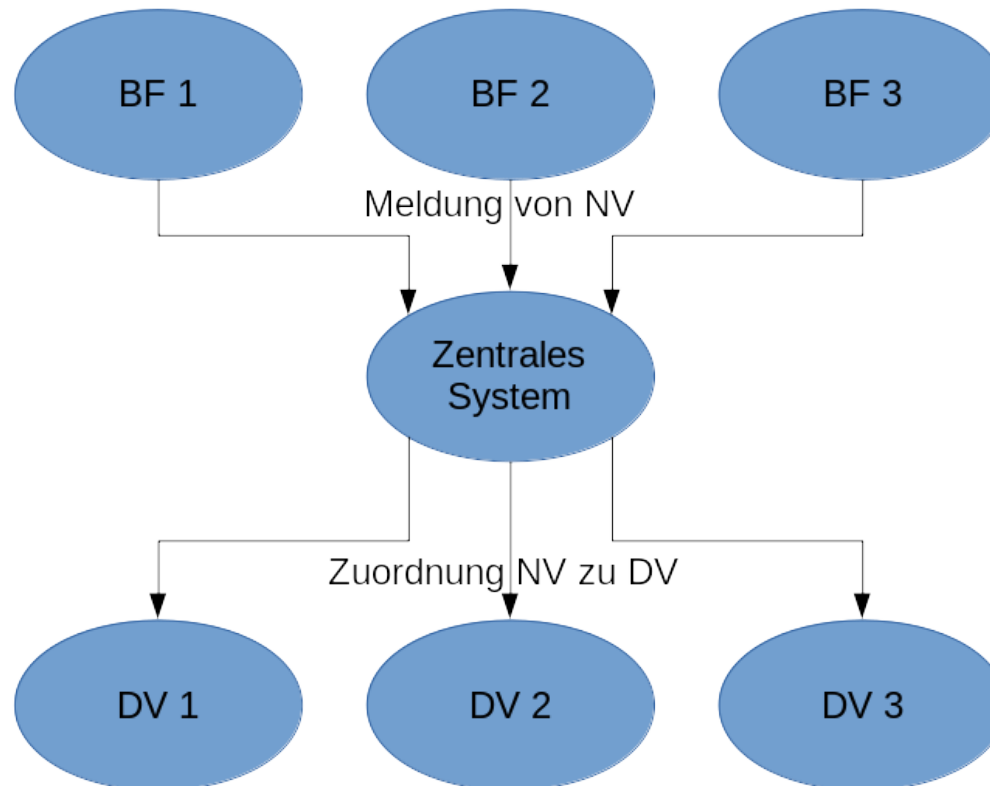 BF 1
BF 2
BF 3
Meldung von NV
Zentrales
System
Zuordnung NV zu DV
DV 1
DV 2
DV 3